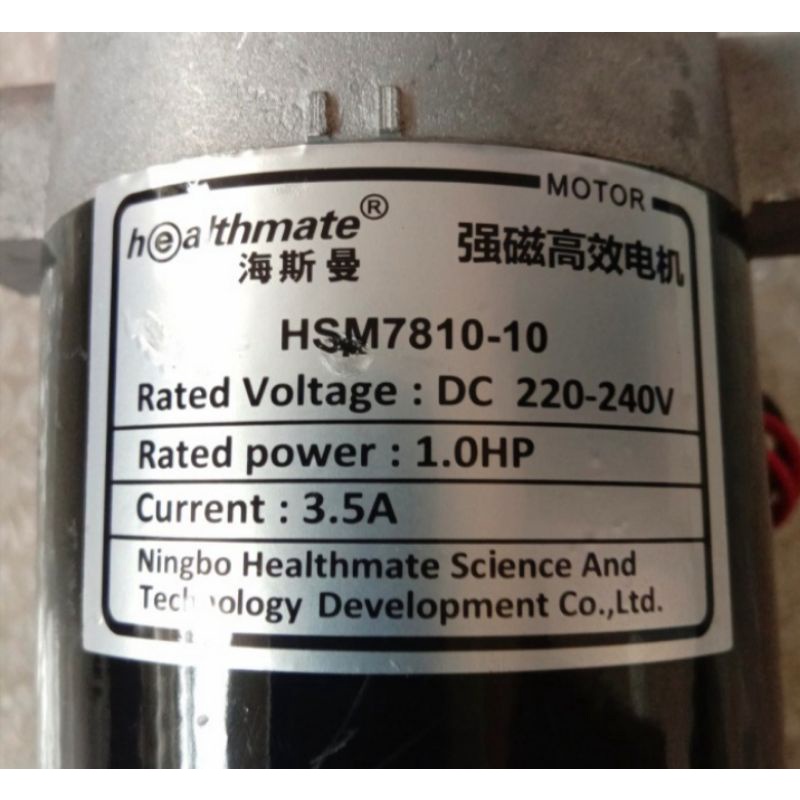 MOTOR
healthmate®
海斯曼
强磁高效电机
HSM7810-10
Rated Voltage : DC 220-240V
Rated power : 1.0HP
Current : 3.5A
Ningbo Healthmate Science And
Technology Development Co.,Ltd.